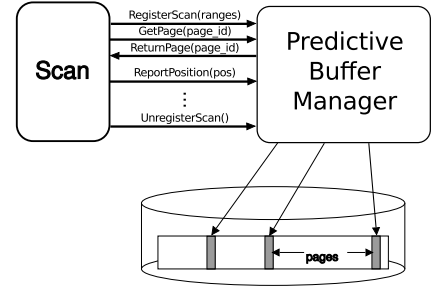 RegisterScan(ranges)
GetPage(page_id)
ReturnPage(page_id)
ReportPosition(pos)
⋮
UnregisterScan()
Scan
Predictive
Buffer
Manager
pages